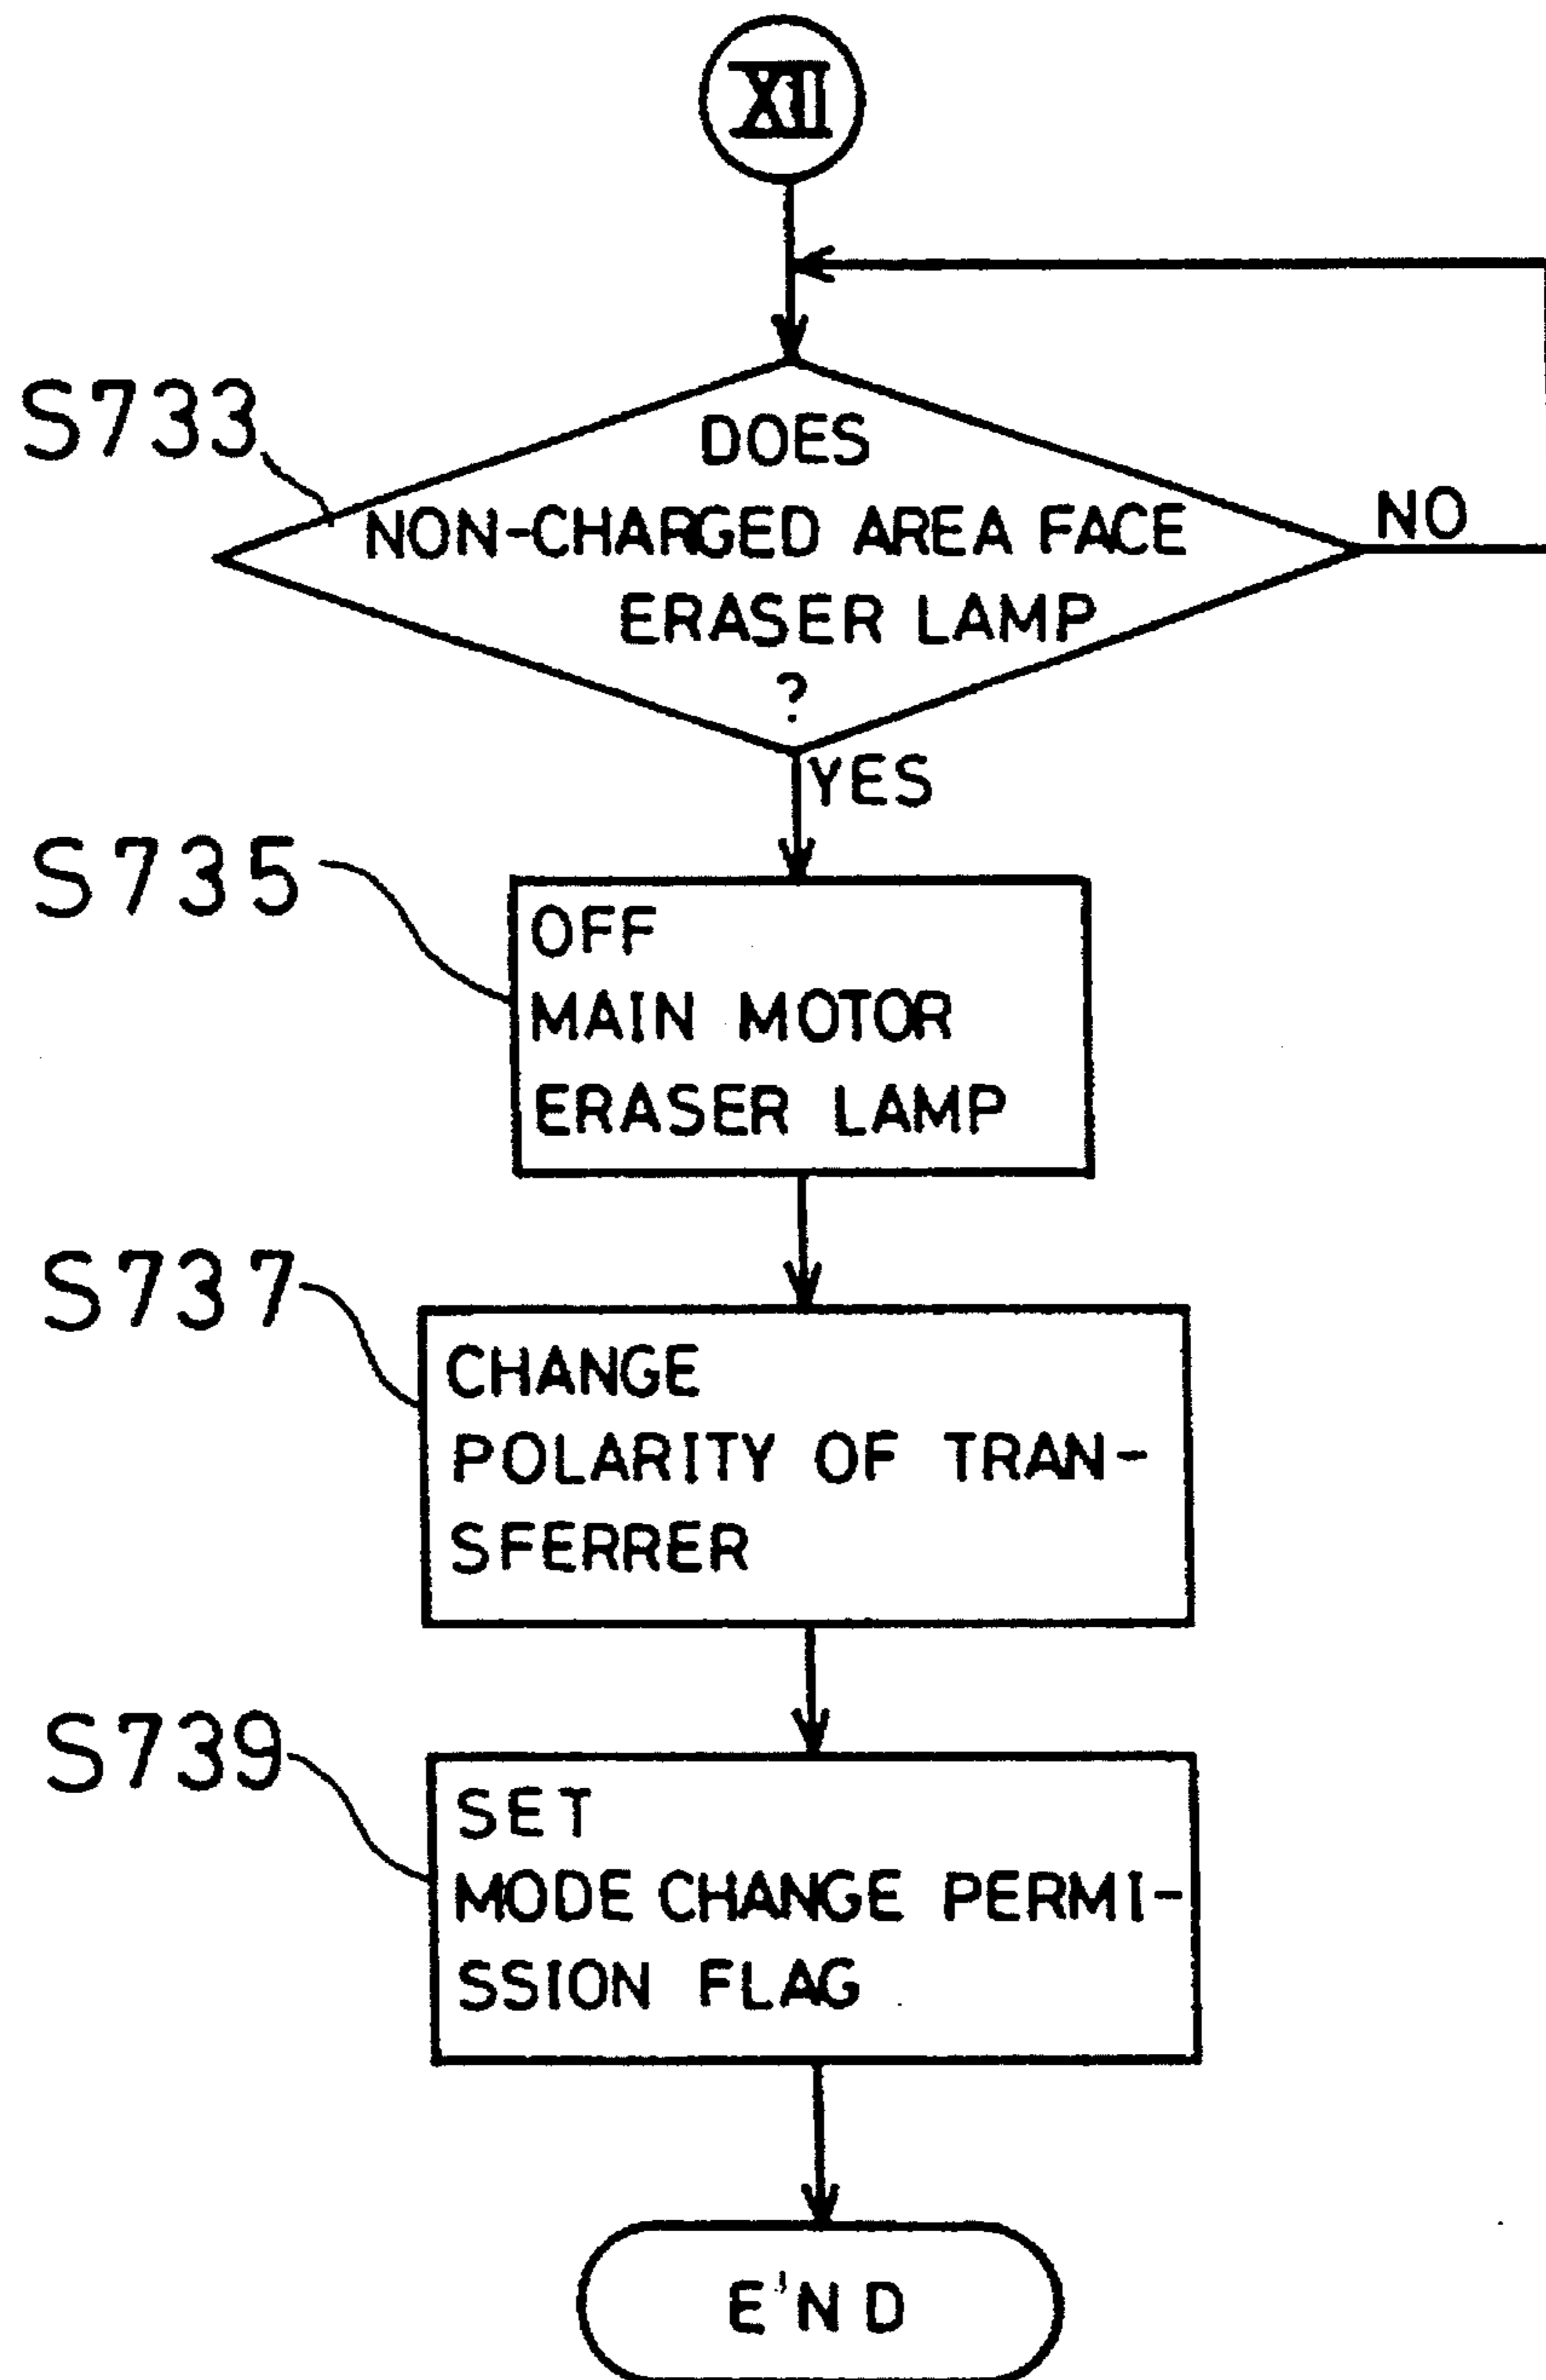 XII
S733
DOES
NON-CHARGED AREA FACE
ERASER LAMP
?
NO
YES
S735
OFF
MAIN MOTOR
ERASER LAMP
S737
CHANGE
POLARITY OF TRAN-
SFERRER
S739
SET
MODE CHANGE PERMI-
SSION FLAG
END